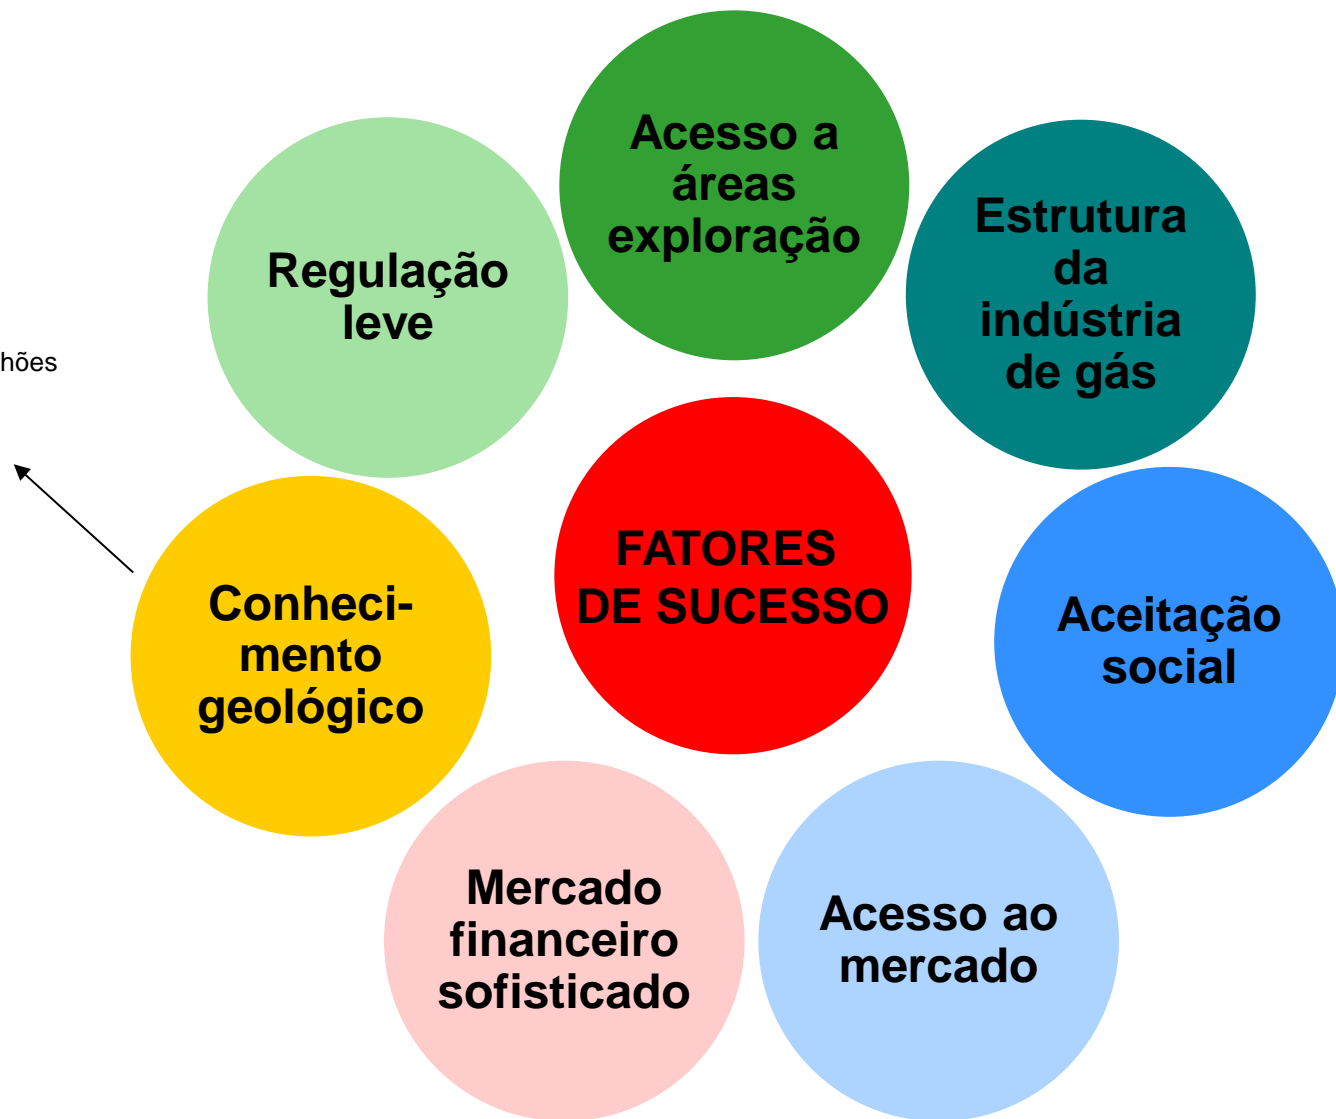 Acesso a
áreas
exploração
Estrutura
da
indústria
de gás
Regulação
leve
hões
FATORES
DE SUCESSO
Conheci-
mento
geológico
Aceitação
social
Mercado
financeiro
sofisticado
Acesso ao
mercado